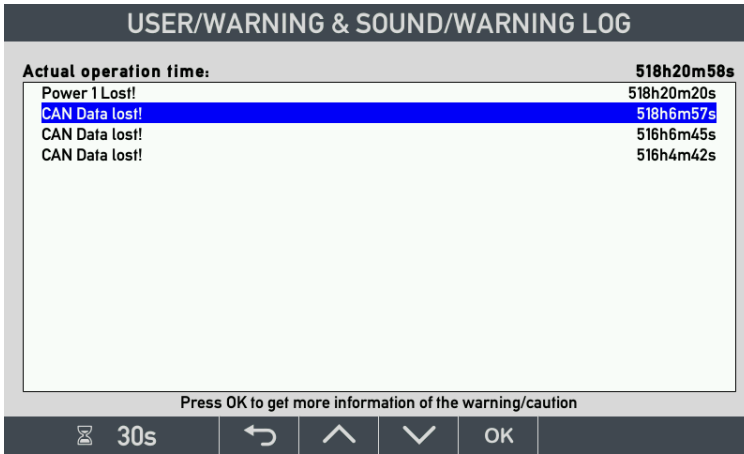 USER/WARNING & SOUND/WARNING LOG
Actual operation time: 518h20m58s
Power 1 Lost! 518h20m20s
CAN Data lost! 518h6m57s
CAN Data lost! 516h6m45s
CAN Data lost! 516h4m42s
Press OK to get more information of the warning/caution
30s OK